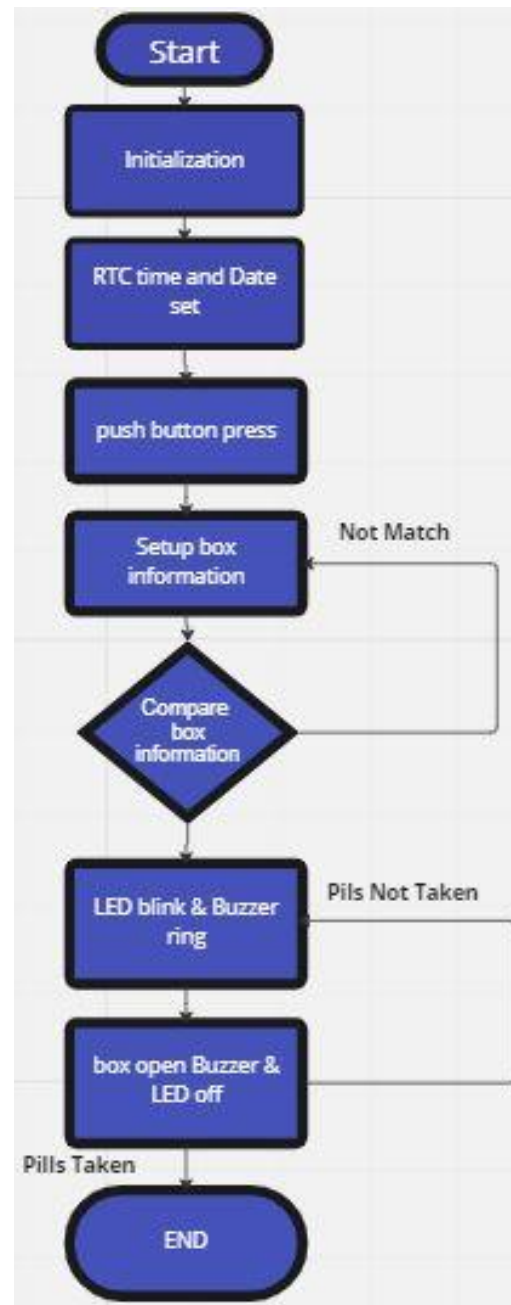 Start
Initialization
RTC time and Date
set
push button press
Setup box
information
Not Match
Compare
box
information
LED blink & Buzzer
ring
Pils Not Taken
box open Buzzer &
LED off
Pills Taken
END